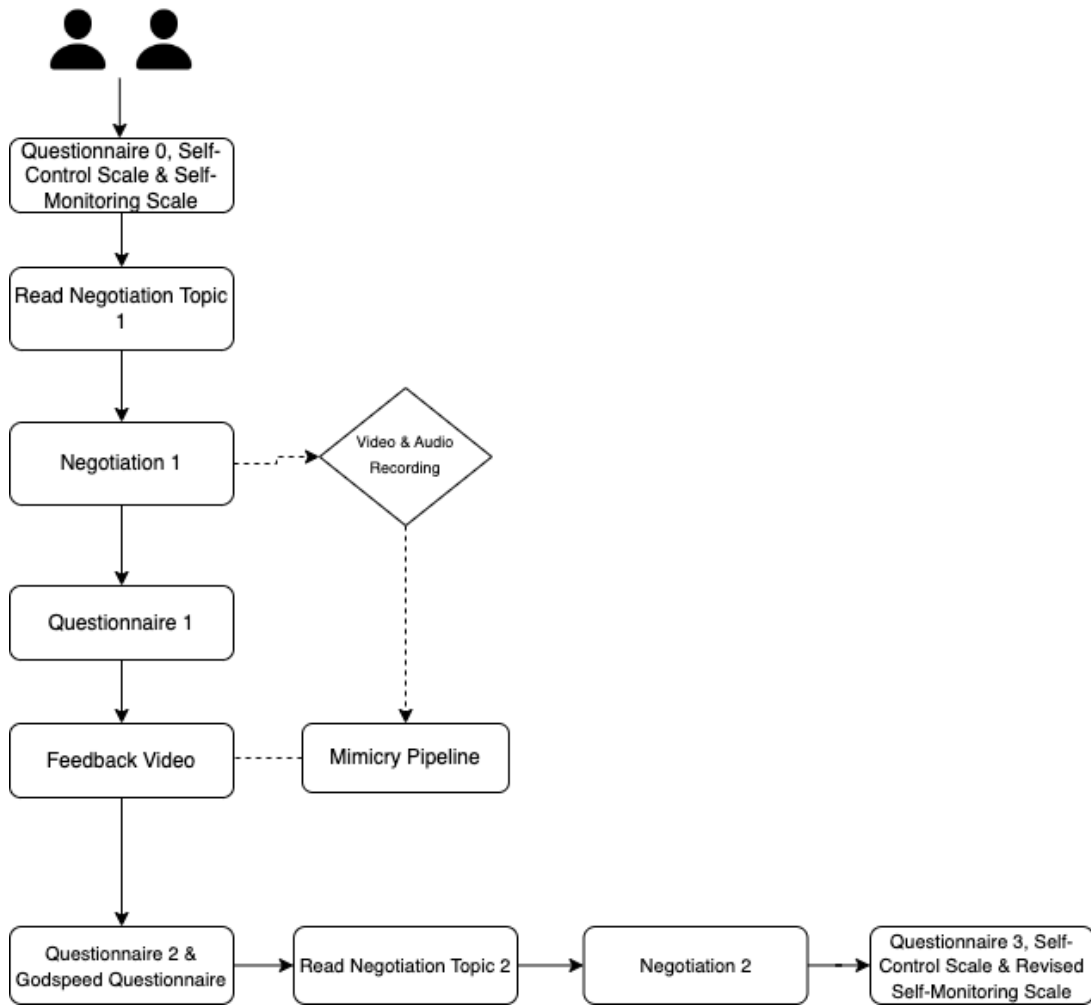 Questionnaire 0, Self-
Control Scale & Self-
Monitoring Scale
Read Negotiation Topic
1
Negotiation 1
Video & Audio
Recording
Questionnaire 1
Feedback Video
Mimicry Pipeline
Questionnaire 2 &
Godspeed Questionnaire
Read Negotiation Topic 2
Negotiation 2
Questionnaire 3, Self-
Control Scale & Revised
Self-Monitoring Scale